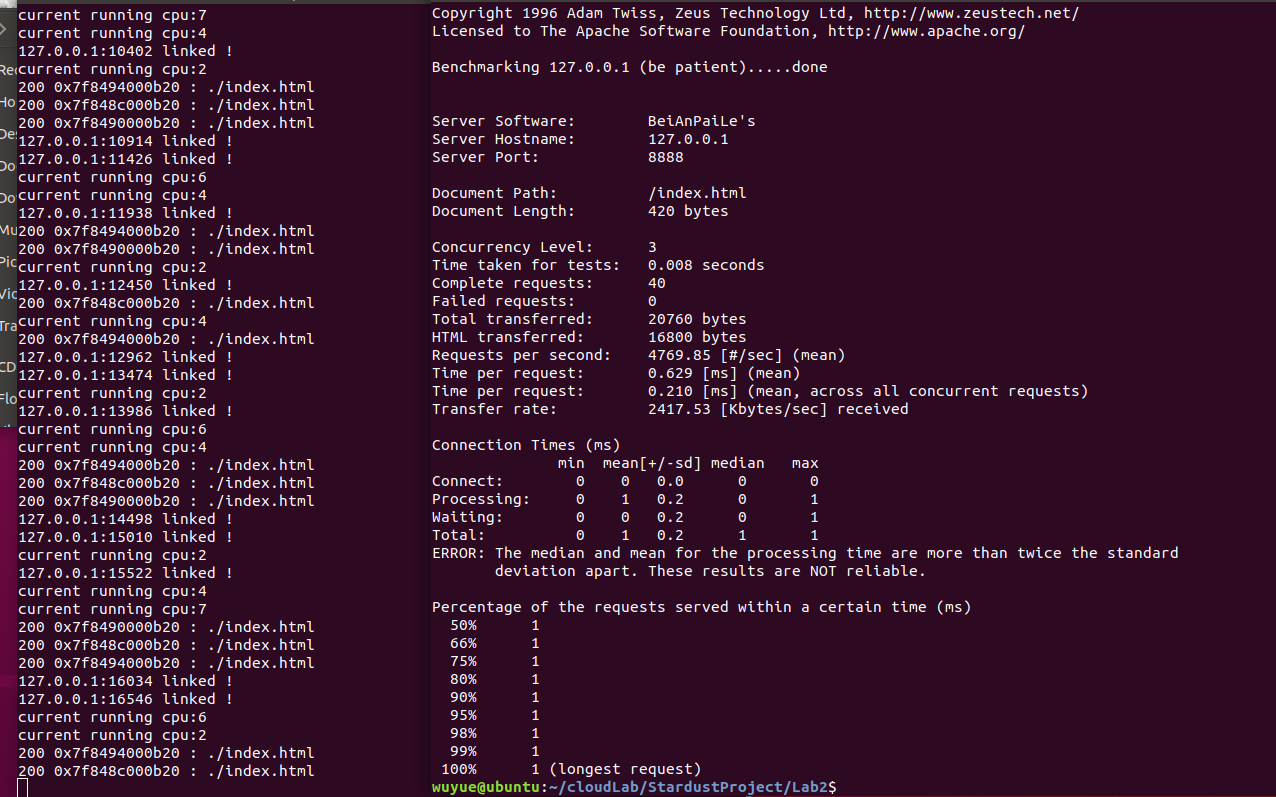 current running cpu:7
current running cpu:4
127.0.0.1:10402 linked !
current running cpu:2
200 0x7f8494000b20 : ./index.html
200 0x7f848c000b20 : ./index.html
200 0x7f8490000b20 : ./index.html
127.0.0.1:10914 linked !
127.0.0.1:11426 linked !
current running cpu:6
current running cpu:4
127.0.0.1:11938 linked !
200 0x7f8494000b20 : ./index.html
200 0x7f8490000b20 : ./index.html
current running cpu:2
127.0.0.1:12450 linked !
200 0x7f848c000b20 : ./index.html
current running cpu:4
200 0x7f8494000b20 : ./index.html
127.0.0.1:12962 linked !
127.0.0.1:13474 linked !
current running cpu:2
127.0.0.1:13986 linked !
current running cpu:6
current running cpu:4
200 0x7f8494000b20 : ./index.html
200 0x7f848c000b20 : ./index.html
200 0x7f8490000b20 : ./index.html
127.0.0.1:14498 linked !
127.0.0.1:15010 linked !
current running cpu:2
127.0.0.1:15522 linked !
current running cpu:4
current running cpu:7
200 0x7f8490000b20 : ./index.html
200 0x7f848c000b20 : ./index.html
200 0x7f8494000b20 : ./index.html
127.0.0.1:16034 linked !
127.0.0.1:16546 linked !
current running cpu:6
current running cpu:2
200 0x7f8494000b20 : ./index.html
200 0x7f848c000b20 : ./index.html
Copyright 1996 Adam Twiss, Zeus Technology Ltd, http://www.zeustech.net/
Licensed to The Apache Software Foundation, http://www.apache.org/
Benchmarking 127.0.0.1 (be patient).....done
Server Software:        BeiAnPaiLe's
Server Hostname:        127.0.0.1
Server Port:            8888
Document Path:          /index.html
Document Length:        420 bytes
Concurrency Level:      3
Time taken for tests:   0.008 seconds
Complete requests:      40
Failed requests:        0
Total transferred:      20760 bytes
HTML transferred:       16800 bytes
Requests per second:    4769.85 [#/sec] (mean)
Time per request:       0.629 [ms] (mean)
Time per request:       0.210 [ms] (mean, across all concurrent requests)
Transfer rate:          2417.53 [Kbytes/sec] received
Connection Times (ms)
              min  mean[+/-sd] median   max
Connect:        0    0   0.0      0       0
Processing:     0    1   0.2      0       1
Waiting:        0    0   0.2      0       1
Total:          0    1   0.2      1       1
ERROR: The median and mean for the processing time are more than twice the standard
       deviation apart. These results are NOT reliable.
Percentage of the requests served within a certain time (ms)
  50%      1
  66%      1
  75%      1
  80%      1
  90%      1
  95%      1
  98%      1
  99%      1
 100%      1 (longest request)
wuyue@ubuntu:~/cloudLab/StardustProject/Lab2$